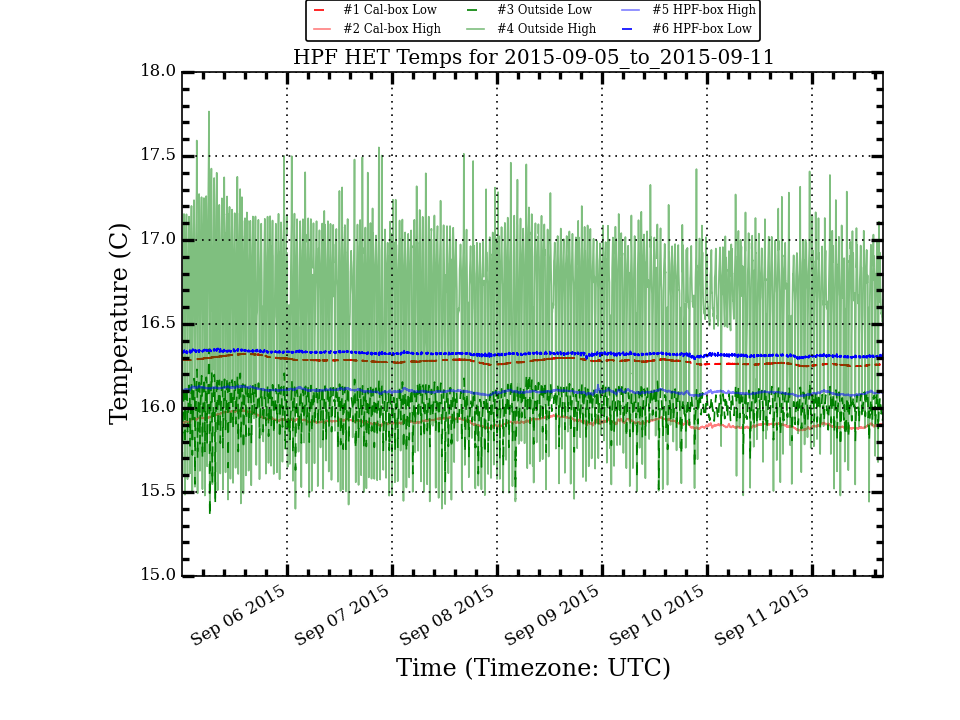 #1 Cal-box Low #3 Outside Low #5 HPF-box High
#2 Cal-box High #4 Outside High #6 HPF-box Low
HPF HET Temps for 2015-09-05_to_2015-09-11
18.0
17.5
17.0
16.5
16.0
15.5
15.0
Temperature (C)
Sep 06 2015 Sep 07 2015 Sep 08 2015 Sep 09 2015 Sep 10 2015 Sep 11 2015
Time (Timezone: UTC)